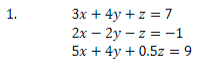 1. 3x + 4y + z = 7
2x − 2y − z = −1
5x + 4y + 0.5z = 9